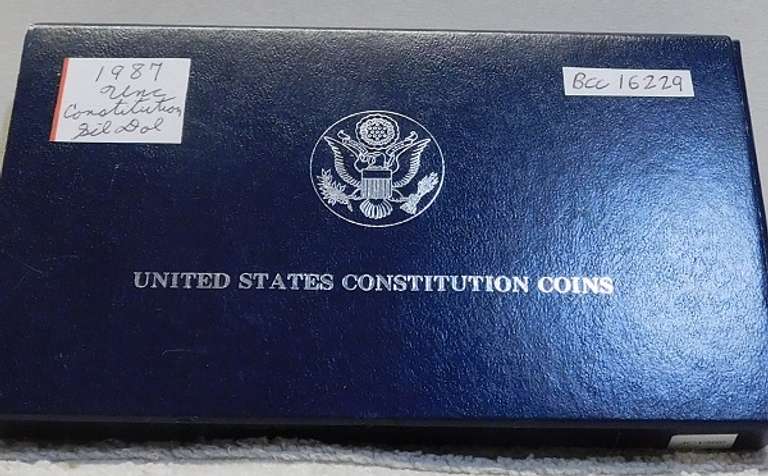 1987
Unc
Constitution
Sil Dol
Bcc 16229
UNITED STATES CONSTITUTION COINS